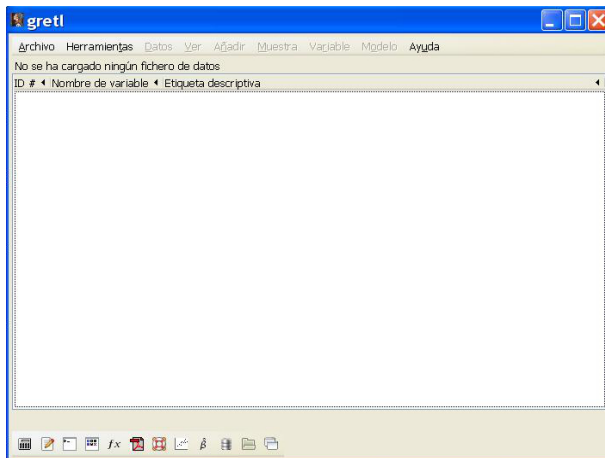 gretl
Archivo Herramientas Datos Ver Añadir Muestra Variable Modelo Ayuda
No se ha cargado ningún fichero de datos
ID # Nombre de variable Etiqueta descriptiva
fx β̂